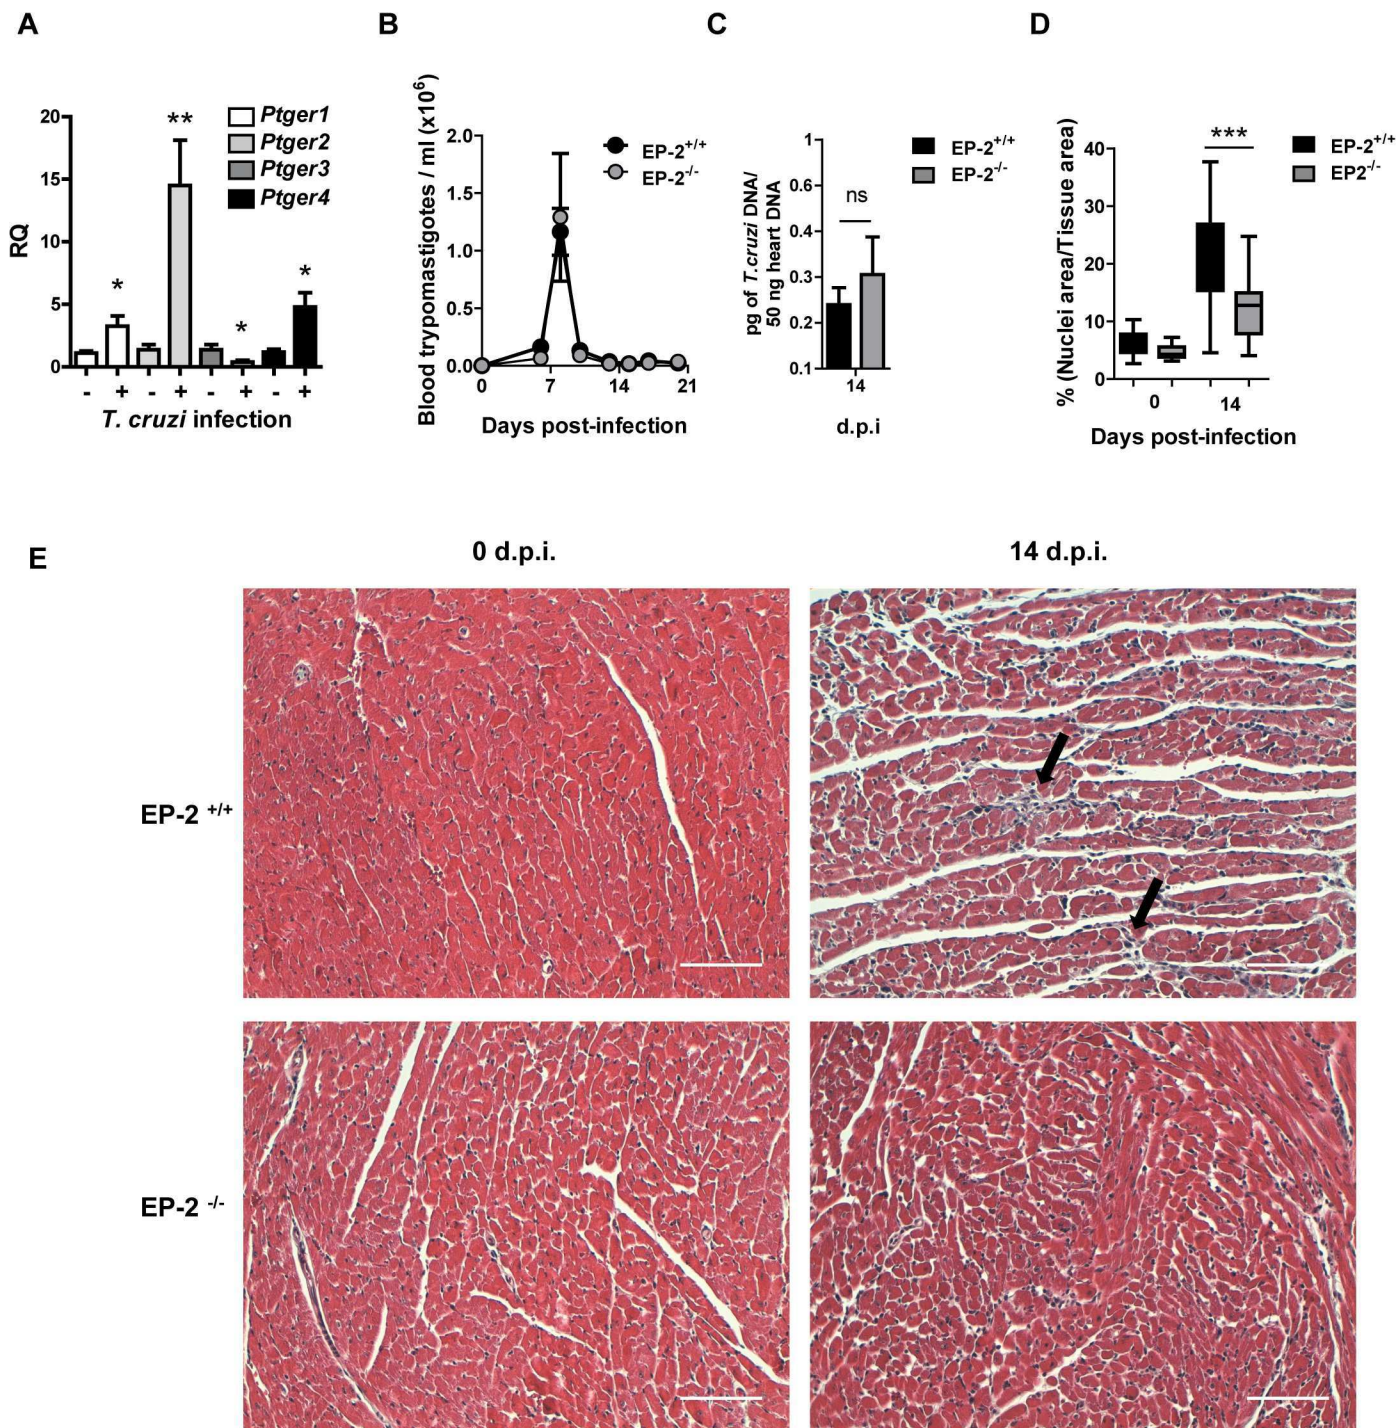 A
B
C
D
RQ
20
15
10
5
0
**
*
*
*
Ptger1
Ptger2
Ptger3
Ptger4
- + - + - + - +
T. cruzi infection
Blood trypomastigotes / ml (x10⁶)
2.0
1.5
1.0
0.5
0.0
0 7 14 21
Days post-infection
EP-2+/+
EP-2-/-
pg of T.cruzi DNA/
50 ng heart DNA
1
0.6
0.4
0.3
0.2
0.1
ns
14
d.p.i
EP-2+/+
EP-2-/-
% (Nuclei area/Tissue area)
40
30
20
10
0
***
0 14
Days post-infection
EP-2+/+
EP2-/-
E
0 d.p.i.
14 d.p.i.
EP-2 +/+
EP-2 -/-